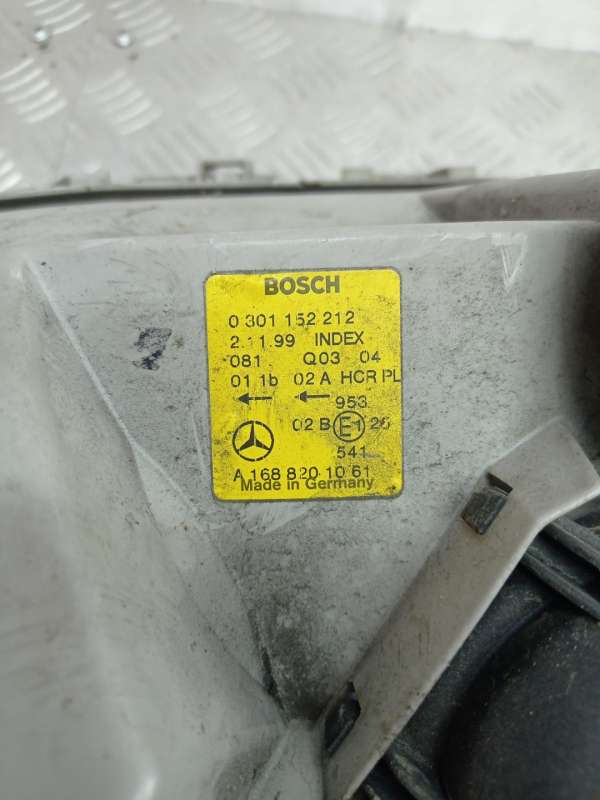 BOSCH
0 301 152 212
2.11.99 INDEX
081 Q03 04
01 1b 02 A HCR PL
953
02 B E1 26
541
A 168 820 10 61
Made in Germany